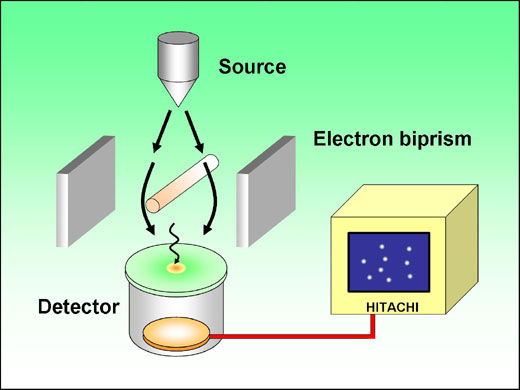 Source
Electron biprism
Detector
HITACHI